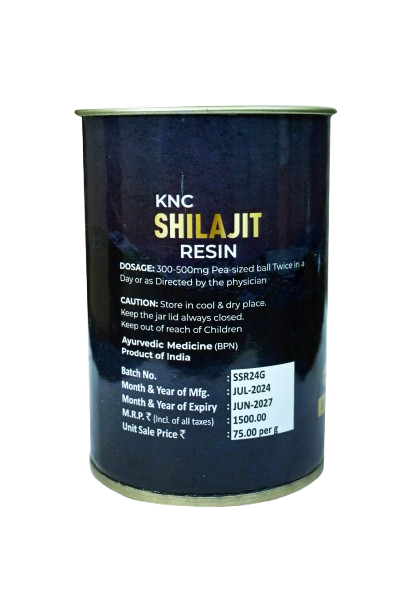 KNC
SHILAJIT
RESIN
DOSAGE: 300-500mg Pea-sized ball Twice in a
Day or as Directed by the physician
CAUTION: Store in cool & dry place.
Keep the jar lid always closed.
Keep out of reach of Children
Ayurvedic Medicine (BPN)
Product of India
Batch No. : SSR24G
Month & Year of Mfg. : JUL-2024
Month & Year of Expiry : JUN-2027
M.R.P. ₹ (Incl. of all taxes) : 1500.00
Unit Sale Price ₹ : 75.00 per g